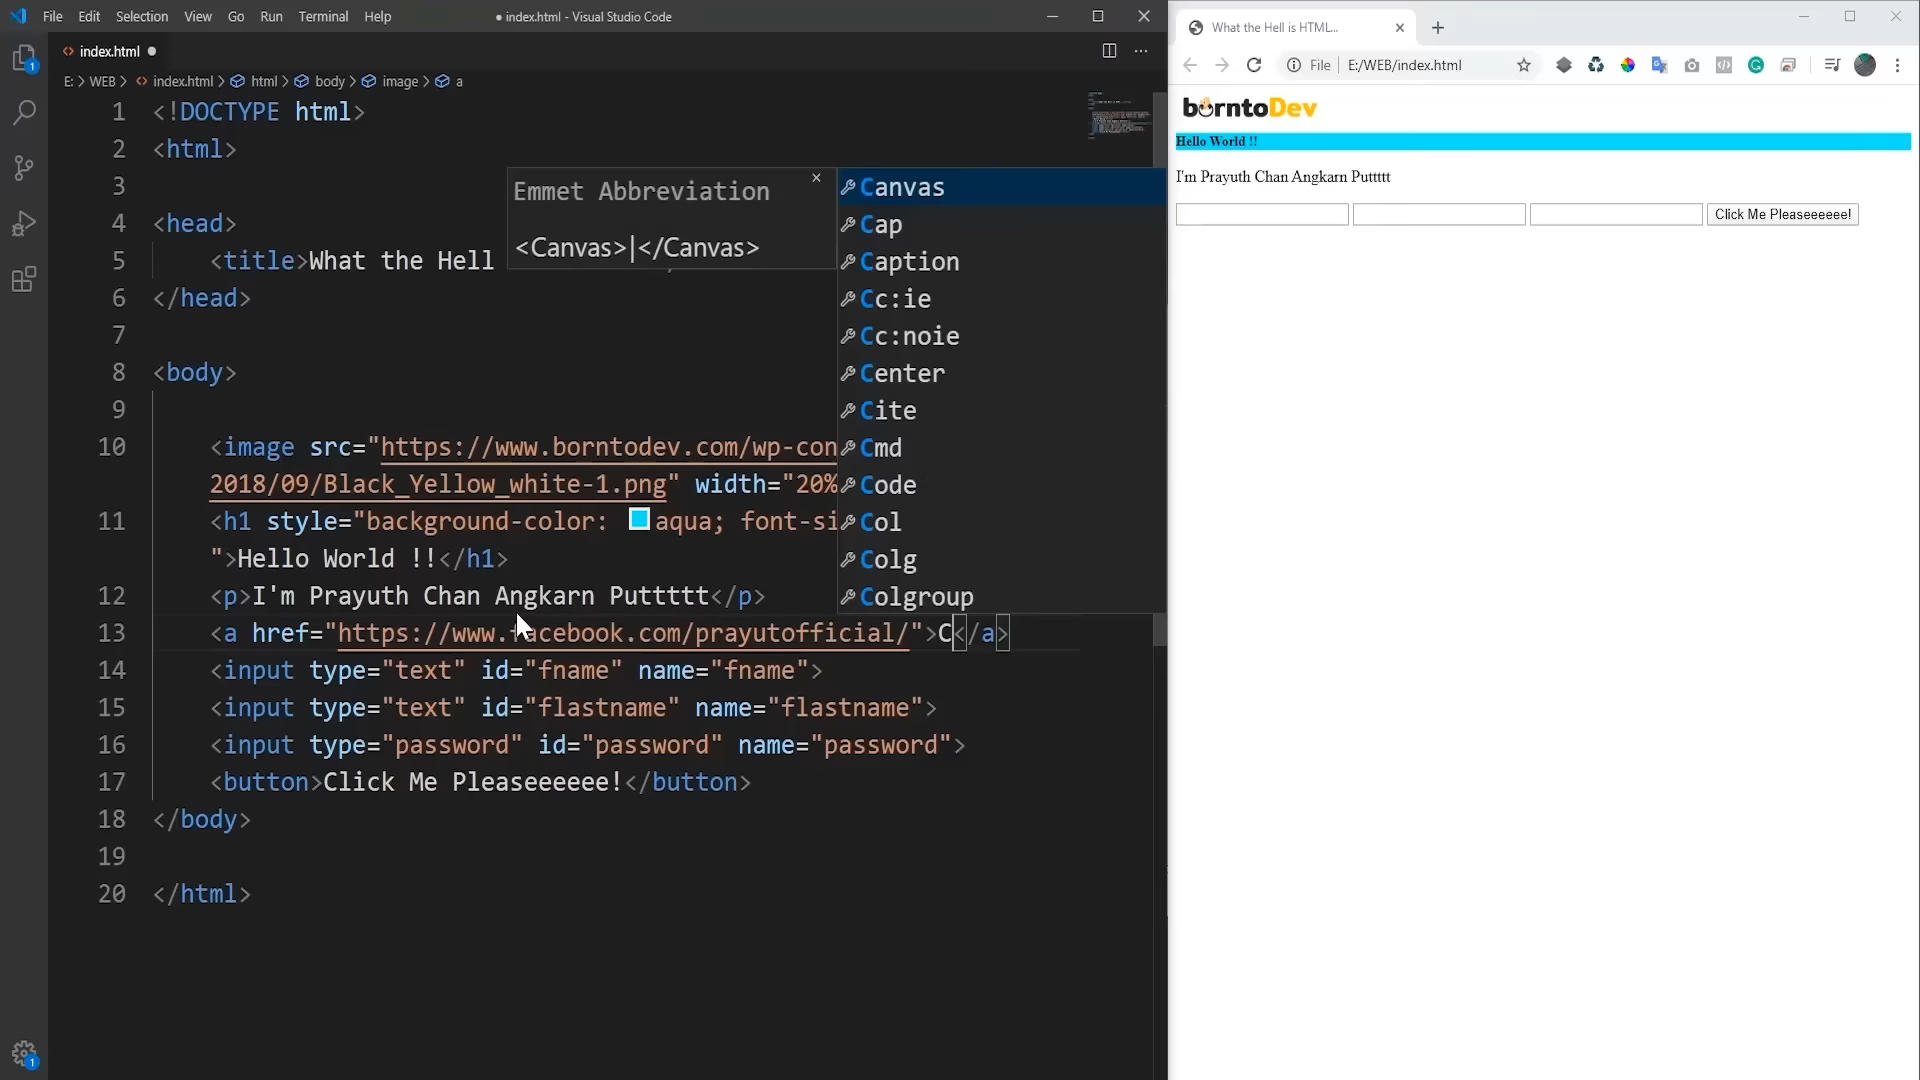 File Edit Selection View Go Run Terminal Help
● index.html - Visual Studio Code
index.html ●
E: > WEB > index.html > html > body > image > a
1 <!DOCTYPE html>
2 <html>
3
4 <head>
5 <title>What the Hell
6 </head>
7
8 <body>
9
10 <image src="https://www.borntodev.com/wp-con
2018/09/Black_Yellow_white-1.png" width="20%
11 <h1 style="background-color: aqua; font-si
">Hello World !!</h1>
12 <p>I'm Prayuth Chan Angkarn Puttttt</p>
13 <a href="https://www.facebook.com/prayutofficial/">C</a>
14 <input type="text" id="fname" name="fname">
15 <input type="text" id="flastname" name="flastname">
16 <input type="password" id="password" name="password">
17 <button>Click Me Pleaseeeeee!</button>
18 </body>
19
20 </html>
Emmet Abbreviation
<Canvas>|</Canvas>
Canvas
Cap
Caption
Cc:ie
Cc:noie
Center
Cite
Cmd
Code
Col
Colg
Colgroup
1
1
What the Hell is HTML...
File | E:/WEB/index.html
borntoDev
Hello World !!
I'm Prayuth Chan Angkarn Puttttt
Click Me Pleaseeeeee!